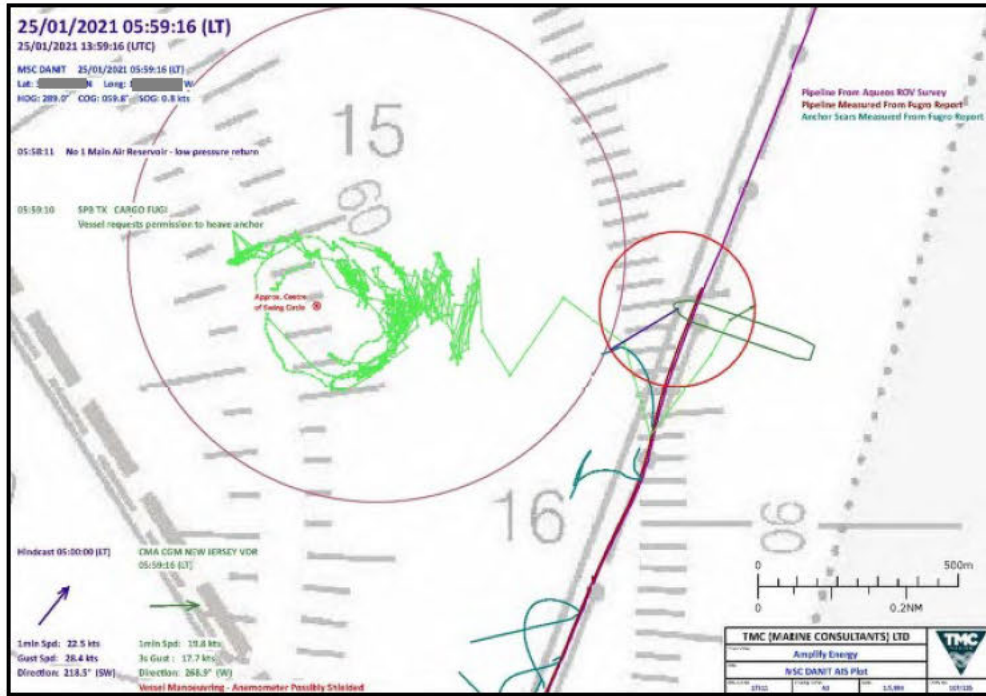 25/01/2021 05:59:16 (LT)
25/01/2021 13:59:16 (UTC)
MSC DANIT 25/01/2021 05:59:16 (LT)
Lat: N Long: W
HOG: 289.0° COG: 059.8° SOG: 0.8 kts
05:58:11 No 1 Main Air Reservoir - low pressure return
05:59:10 SPB TX CARGO FUGI
Vessel requests permission to heave anchor
Pipeline From Aqueos ROV Survey
Pipeline Measured From Fugro Report
Anchor Scars Measured From Fugro Report
15
Approx. Centre
of Swing Circle
16
60
Hindcast 05:00:00 (LT)
CMA CGM NEW JERSEY VDR
05:59:16 (LT)
1min Spd: 22.5 kts
Gust Spd: 28.4 kts
Direction: 218.5° (SW)
1min Spd: 19.8 kts
3s Gust : 17.7 kts
Direction: 268.9° (W)
Vessel Manoeuvring - Anemometer Possibly Shielded
0 500m
0 0.2NM
TMC (MARINE CONSULTANTS) LTD
Amplify Energy
MSC DANIT AIS Plot
TMC